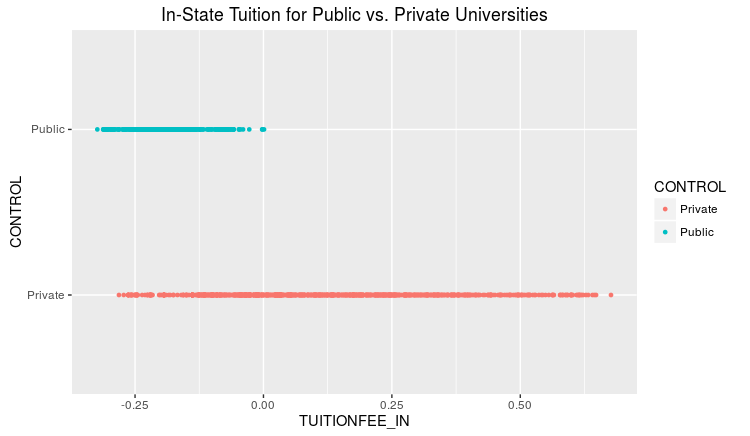 In-State Tuition for Public vs. Private Universities
Public
Private
CONTROL
-0.25 0.00 0.25 0.50
TUITIONFEE_IN
CONTROL
Private
Public